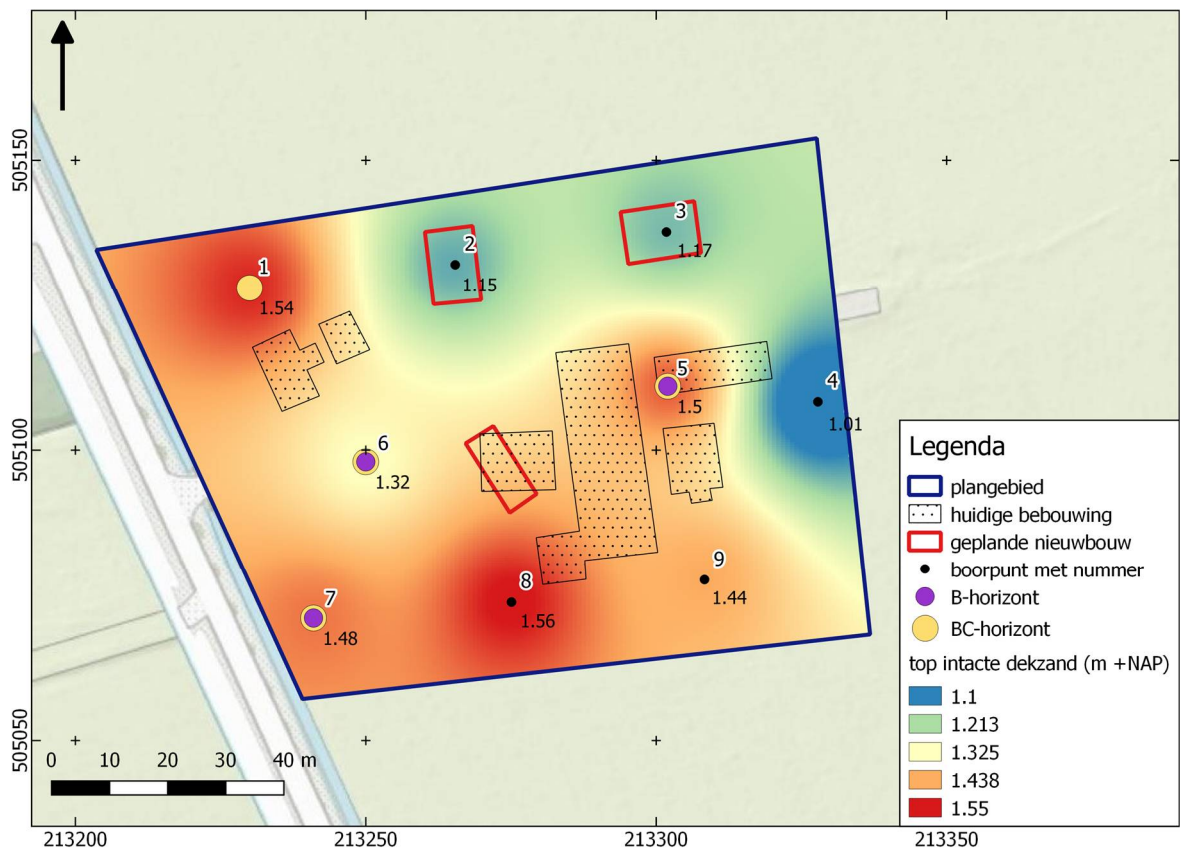 505150
505100
505050
1
1.54
2
1.15
3
1.17
4
1.01
5
1.5
6
1.32
7
1.48
8
1.56
9
1.44
0 10 20 30 40 m
213200 213250 213300 213350
Legenda
plangebied
huidige bebouwing
geplande nieuwbouw
boorpunt met nummer
B-horizont
BC-horizont
top intacte dekzand (m +NAP)
1.1
1.213
1.325
1.438
1.55